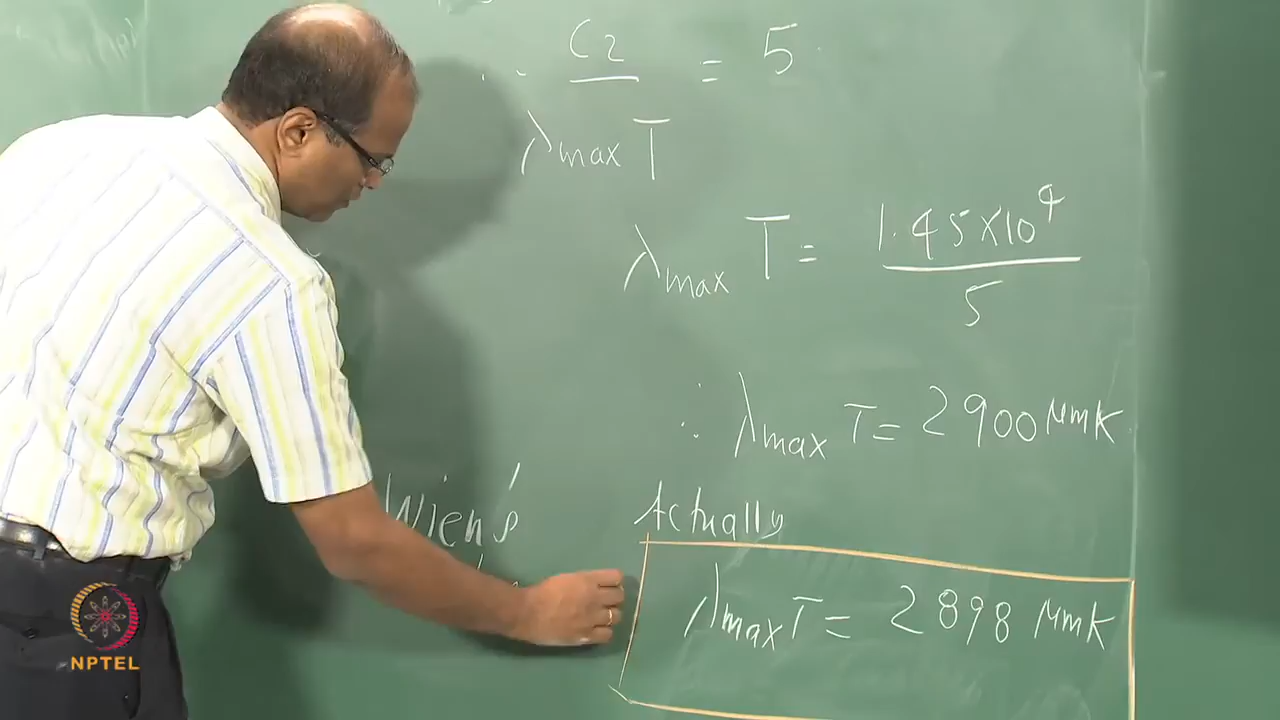 ∴ C2 / λmax T = 5
λmax T = 1.45×10⁴ / 5
∴ λmax T = 2900 μmK
Wien's
Actually
λmax T = 2898 μmK
NPTEL